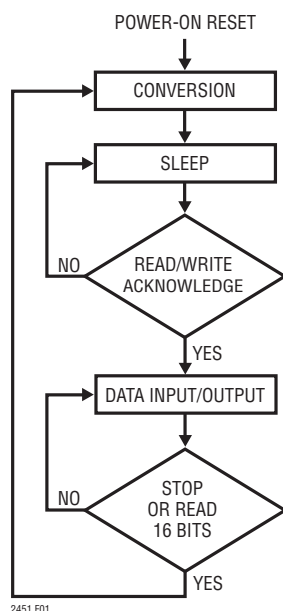 POWER-ON RESET
CONVERSION
SLEEP
NO
READ/WRITE
ACKNOWLEDGE
YES
DATA INPUT/OUTPUT
NO
STOP
OR READ
16 BITS
YES
2451 F01